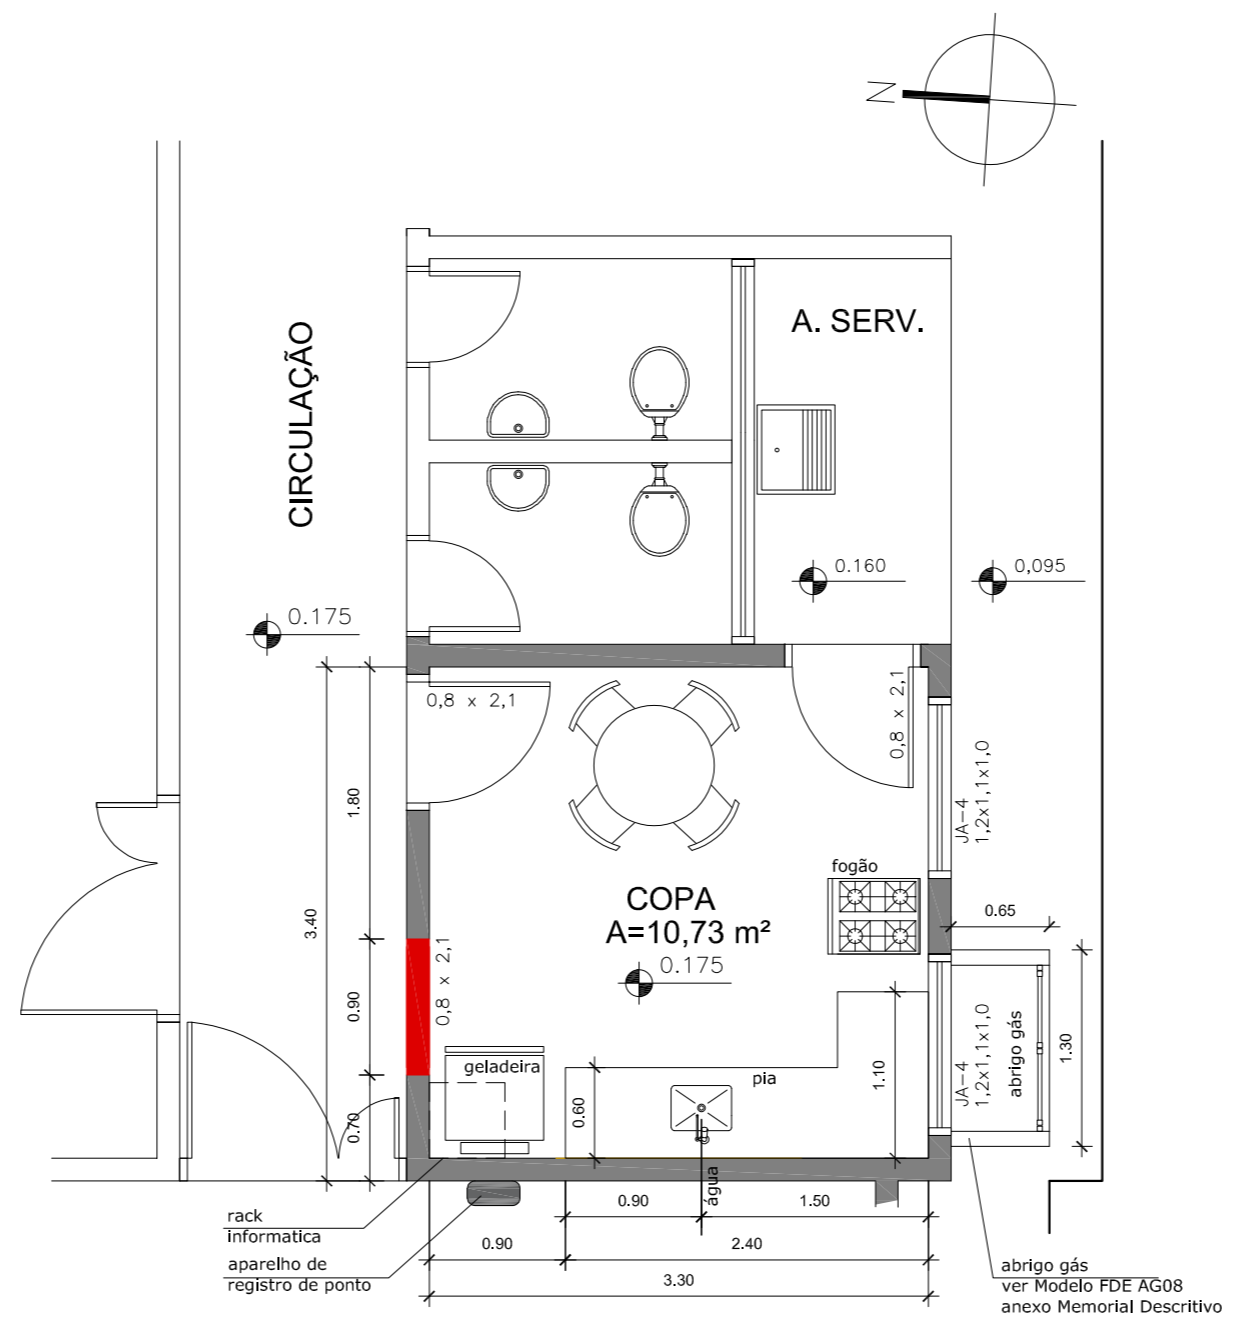 N
A. SERV.
CIRCULAÇÃO
0.160
0,095
0.175
0,8 x 2,1
0,8 x 2,1
JA-4
1,2x1,1x1,0
1.80
3.40
fogão
COPA
A=10,73 m²
0.175
0.65
0,8 x 2,1
0.90
geladeira
pia
1.10
JA-4
1,2x1,1x1,0
abrigo gás
1.30
0.60
0.70
água
0.90
1.50
rack
informatica
0.90
2.40
aparelho de
registro de ponto
3.30
abrigo gás
ver Modelo FDE AG08
anexo Memorial Descritivo